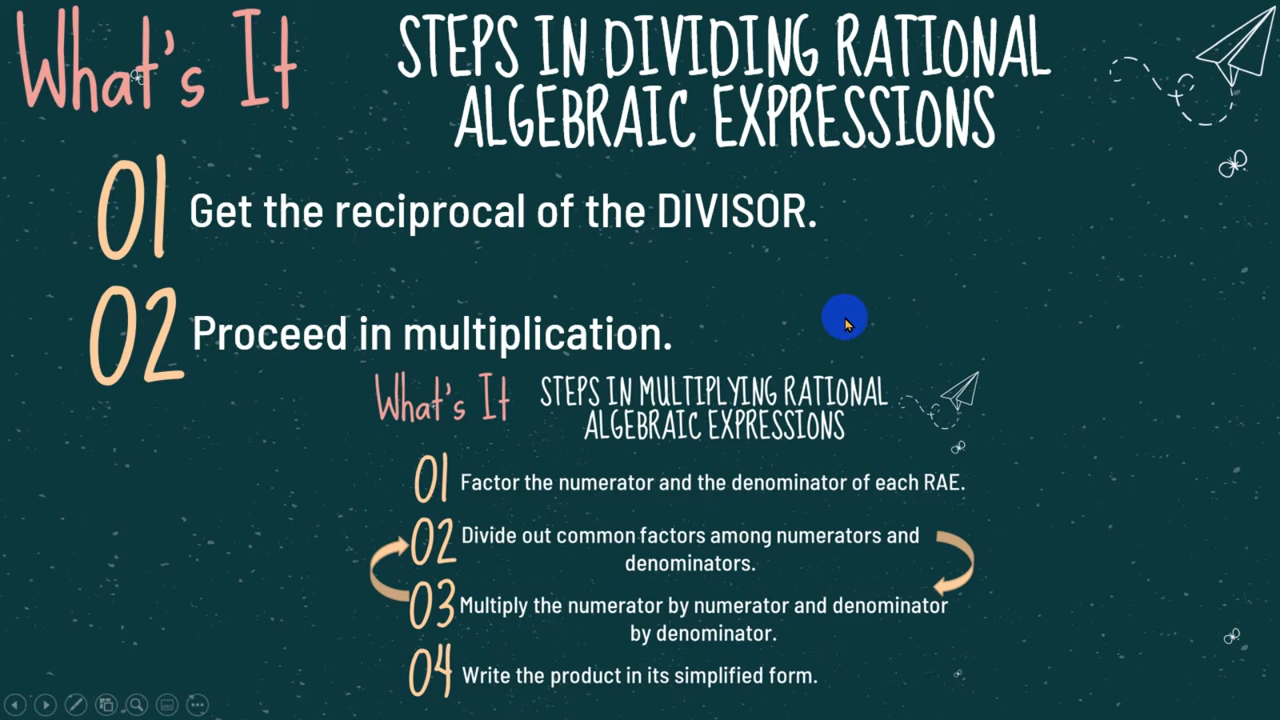 What's It
STEPS IN DIVIDING RATIONAL
ALGEBRAIC EXPRESSIONS
01 Get the reciprocal of the DIVISOR.
02 Proceed in multiplication.
What's It
STEPS IN MULTIPLYING RATIONAL
ALGEBRAIC EXPRESSIONS
01 Factor the numerator and the denominator of each RAE.
02 Divide out common factors among numerators and
denominators.
03 Multiply the numerator by numerator and denominator
by denominator.
04 Write the product in its simplified form.